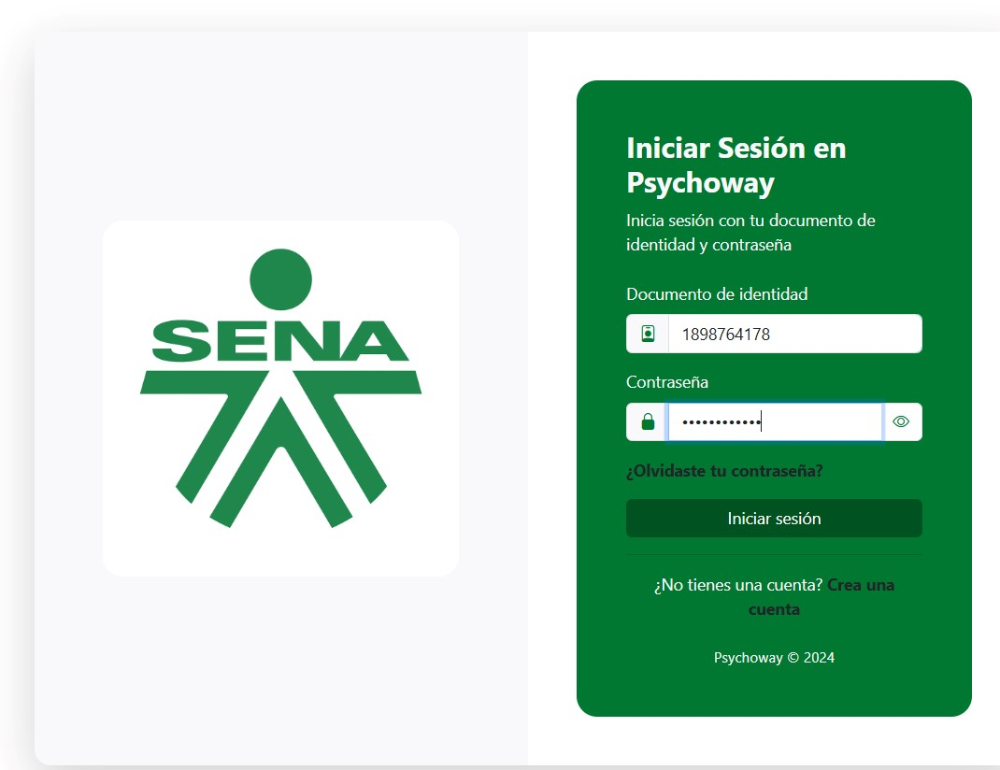 SENA
Iniciar Sesión en
Psychoway
Inicia sesión con tu documento de
identidad y contraseña
Documento de identidad
1898764178
Contraseña
••••••••••••
¿Olvidaste tu contraseña?
Iniciar sesión
¿No tienes una cuenta? Crea una
cuenta
Psychoway © 2024